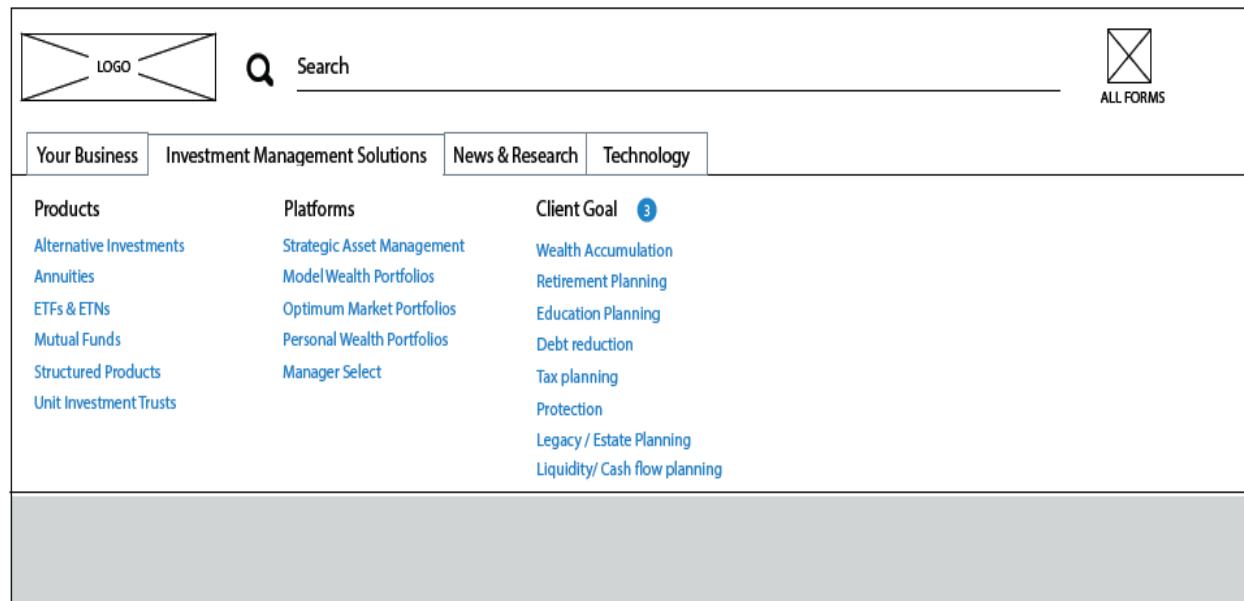 LOGO
Search
ALL FORMS
Your Business
Investment Management Solutions
News & Research
Technology
Products
Alternative Investments
Annuities
ETFs & ETNs
Mutual Funds
Structured Products
Unit Investment Trusts
Platforms
Strategic Asset Management
Model Wealth Portfolios
Optimum Market Portfolios
Personal Wealth Portfolios
Manager Select
Client Goal 3
Wealth Accumulation
Retirement Planning
Education Planning
Debt reduction
Tax planning
Protection
Legacy / Estate Planning
Liquidity/ Cash flow planning